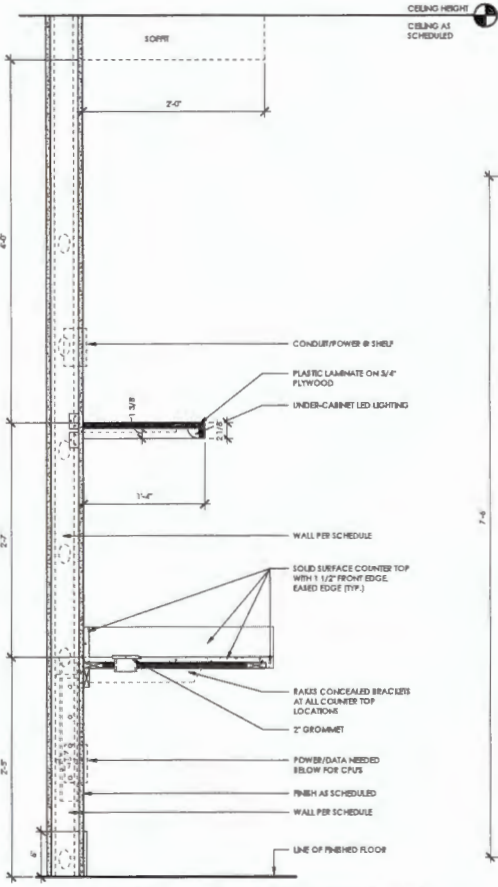 CEILING HEIGHT
CEILING AS
SCHEDULED
SOFFIT
2'-0"
4'-0"
7'-6"
CONDUIT/POWER @ SHELF
PLASTIC LAMINATE ON 3/4"
PLYWOOD
1 3/8
UNDER-CABINET LED LIGHTING
2 1/8"
1'-4"
WALL PER SCHEDULE
SOLID SURFACE COUNTER TOP
WITH 1 1/2" FRONT EDGE,
EASED EDGE (TYP.)
RAKKS CONCEALED BRACKETS
AT ALL COUNTER TOP
LOCATIONS
2" GROMMET
POWER/DATA NEEDED
BELOW FOR CPU'S
FINISH AS SCHEDULED
WALL PER SCHEDULE
6"
LINE OF FINISHED FLOOR